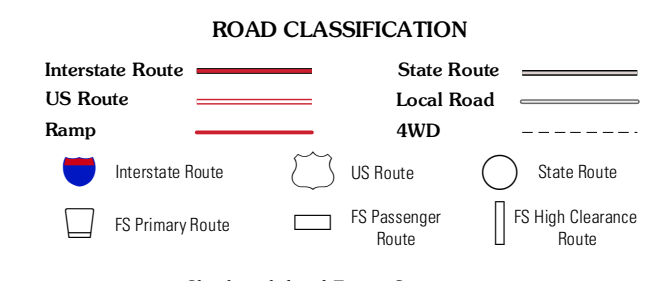 ROAD CLASSIFICATION
Interstate Route
State Route
US Route
Local Road
Ramp
4WD
Interstate Route
US Route
State Route
FS Primary Route
FS Passenger
Route
FS High Clearance
Route